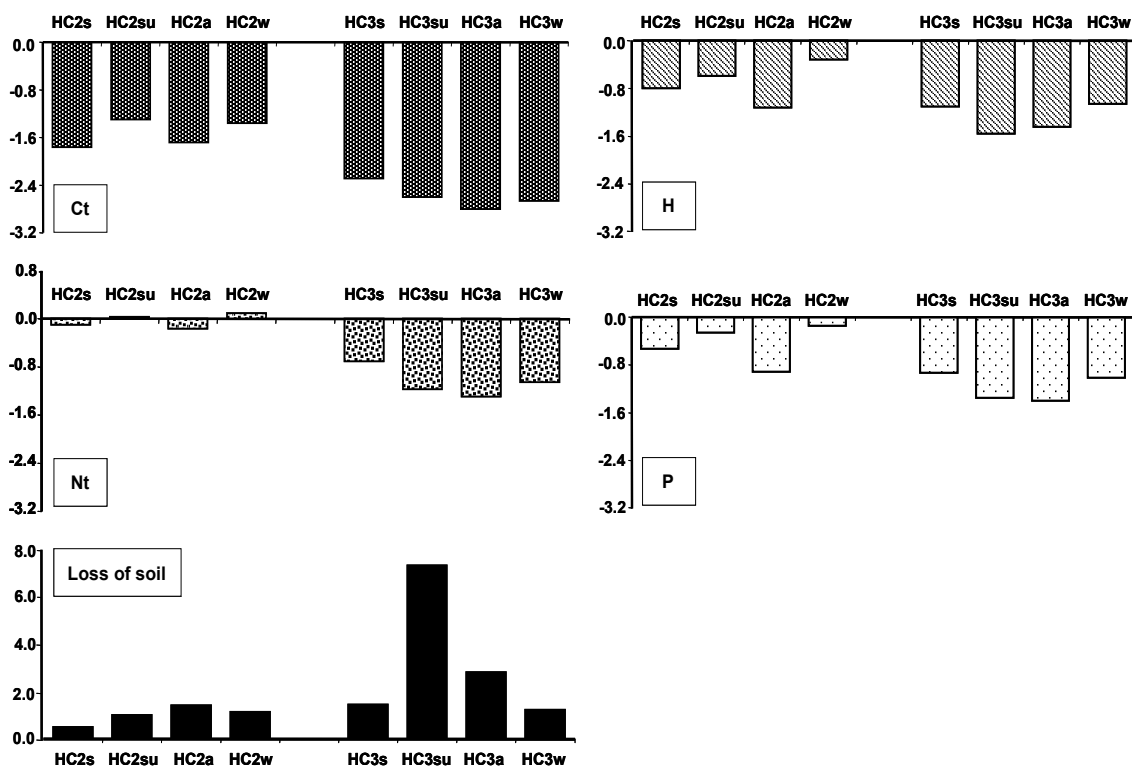 HC2s HC2su HC2a HC2w HC3s HC3su HC3a HC3w
0.0
-0.8
-1.6
-2.4
-3.2
Ct
HC2s HC2su HC2a HC2w HC3s HC3su HC3a HC3w
0.0
-0.8
-1.6
-2.4
-3.2
H
0.8
HC2s HC2su HC2a HC2w HC3s HC3su HC3a HC3w
0.0
-0.8
-1.6
-2.4
-3.2
Nt
HC2s HC2su HC2a HC2w HC3s HC3su HC3a HC3w
0.0
-0.8
-1.6
-2.4
-3.2
P
8.0
Loss of soil
6.0
4.0
2.0
0.0
HC2s HC2su HC2a HC2w HC3s HC3su HC3a HC3w